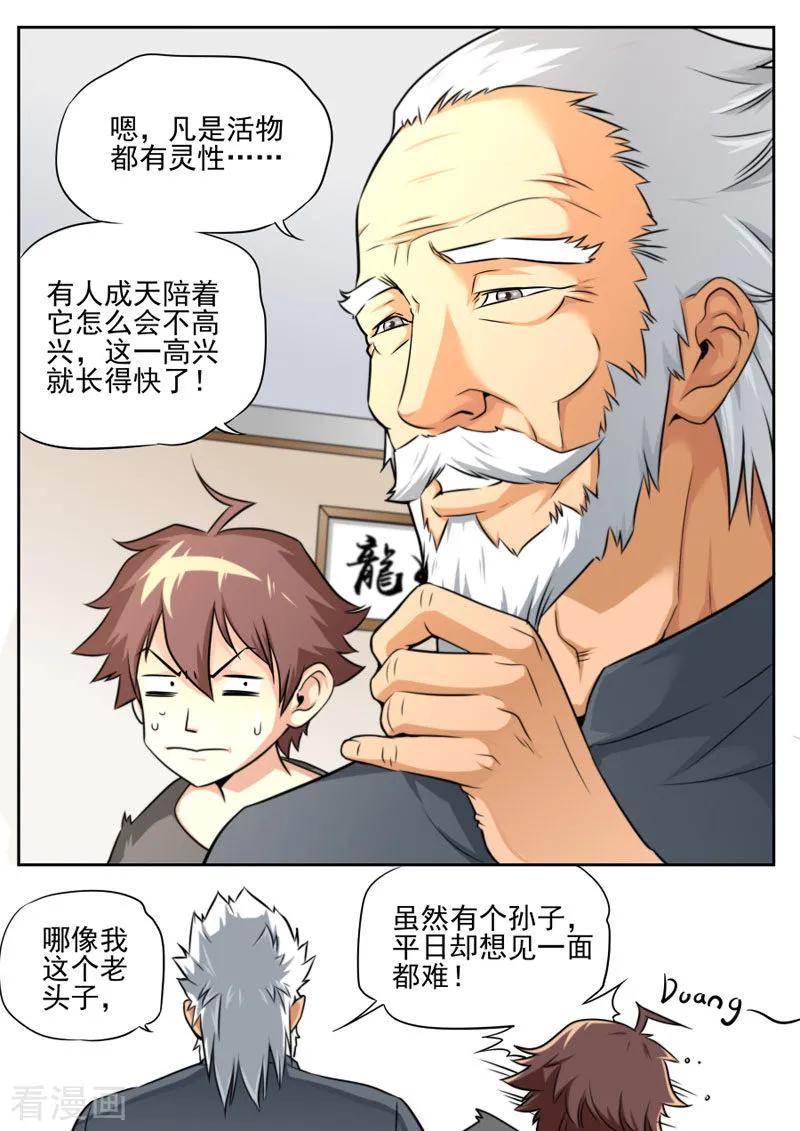 嗯，凡是活物
都有灵性……
有人成天陪着
它怎么会不高
兴，这一高兴
就长得快了！
龍
哪像我
这个老
头子，
虽然有个孙子，
平日却想见一面
都难！
Duang
看漫画